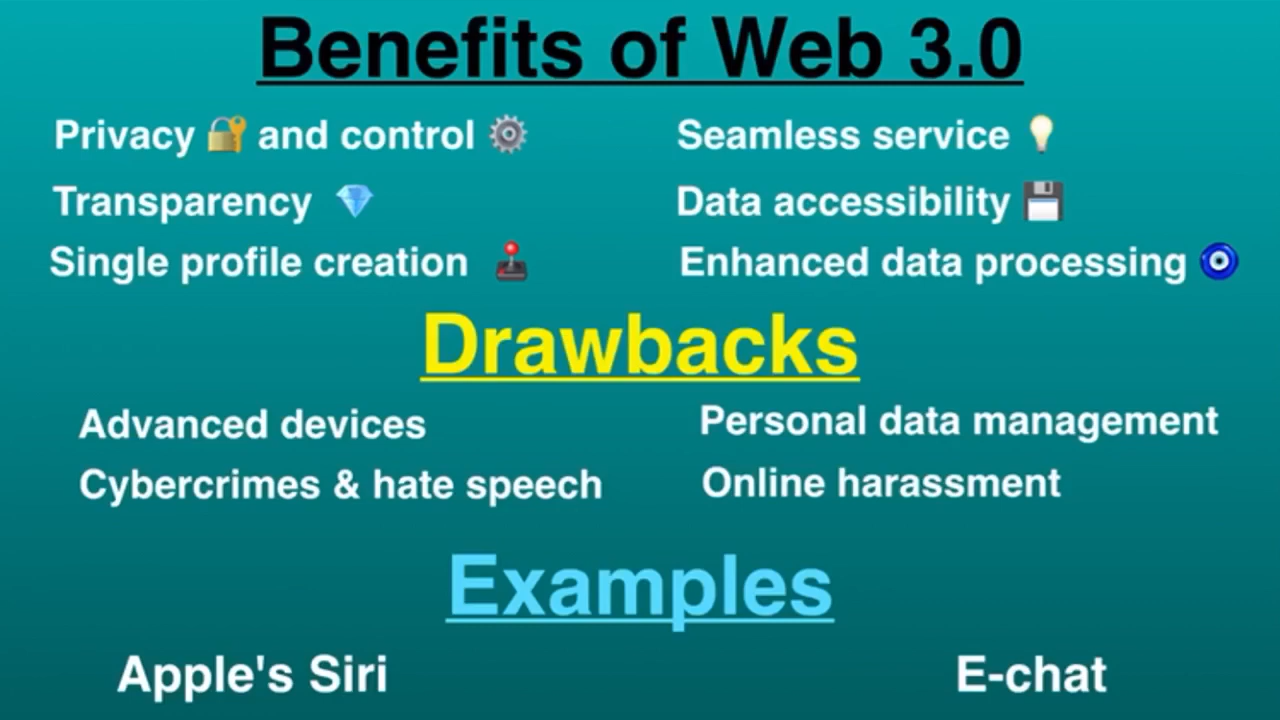 Benefits of Web 3.0
Privacy 🔐 and control ⚙️
Seamless service 💡
Transparency 💎
Data accessibility 💾
Single profile creation 🕹️
Enhanced data processing 🧿
Drawbacks
Advanced devices
Personal data management
Cybercrimes & hate speech
Online harassment
Examples
Apple's Siri
E-chat